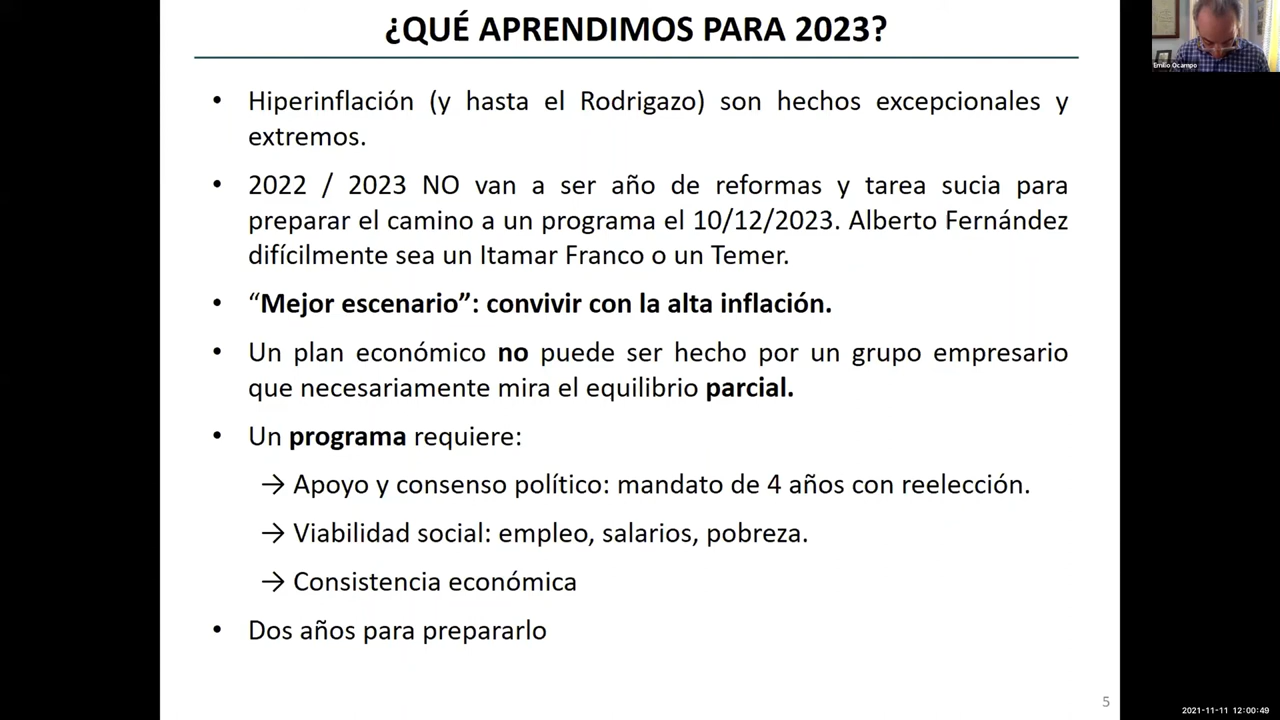 ¿QUÉ APRENDIMOS PARA 2023?
Emilio Ocampo
• Hiperinflación (y hasta el Rodrigazo) son hechos excepcionales y
extremos.
• 2022 / 2023 NO van a ser año de reformas y tarea sucia para
preparar el camino a un programa el 10/12/2023. Alberto Fernández
difícilmente sea un Itamar Franco o un Temer.
• “Mejor escenario”: convivir con la alta inflación.
• Un plan económico no puede ser hecho por un grupo empresario
que necesariamente mira el equilibrio parcial.
• Un programa requiere:
→ Apoyo y consenso político: mandato de 4 años con reelección.
→ Viabilidad social: empleo, salarios, pobreza.
→ Consistencia económica
• Dos años para prepararlo
5
2021-11-11 12:00:49